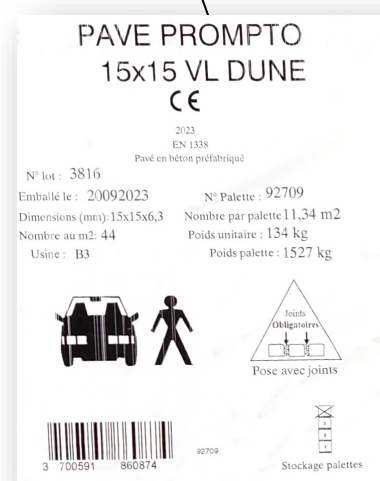 PAVE PROMPTO
15x15 VL DUNE
CE
2023
EN 1338
Pavé en béton préfabriqué
N° lot : 3816
Emballé le : 20092023
N° Palette : 92709
Dimensions (mm): 15x15x6,3
Nombre par palette 11,34 m2
Nombre au m2: 44
Poids unitaire : 134 kg
Usine : B3
Poids palette : 1527 kg
Joints
Obligatoires
Pose avec joints
3 700591 860874
92709
Stockage palettes